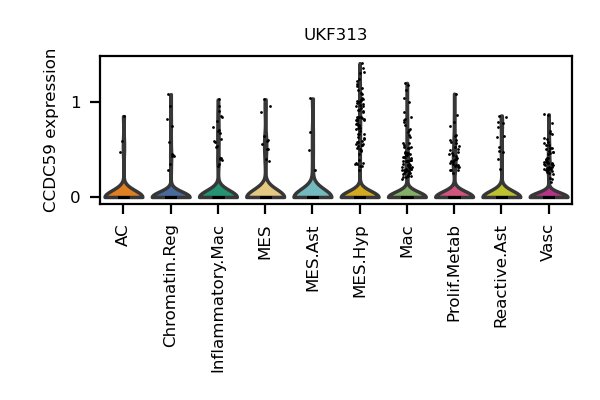 UKF313
CCDC59 expression
1
0
AC
Chromatin.Reg
Inflammatory.Mac
MES
MES.Ast
MES.Hyp
Mac
Prolif.Metab
Reactive.Ast
Vasc